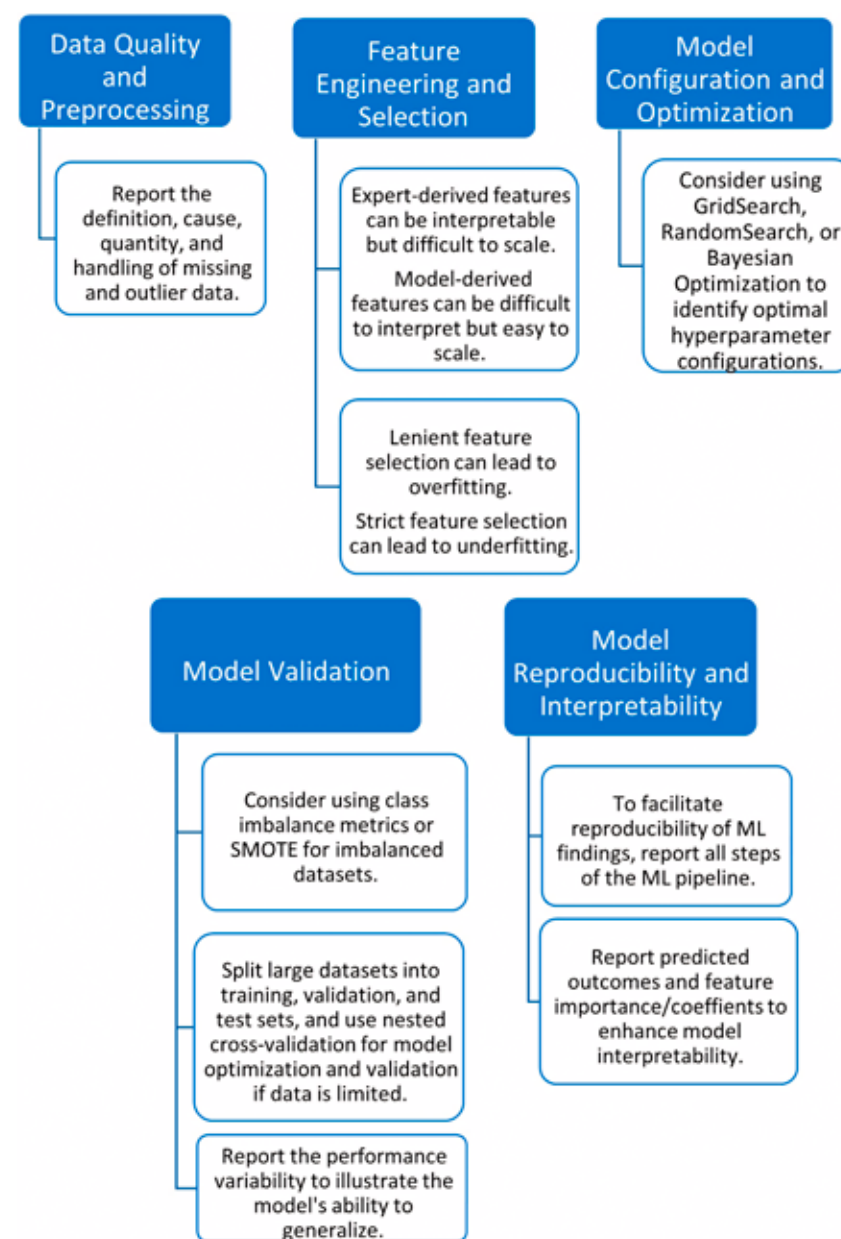 Data Quality
and
Preprocessing
Report the
definition, cause,
quantity, and
handling of missing
and outlier data.
Feature
Engineering and
Selection
Expert-derived features
can be interpretable
but difficult to scale.
Model-derived
features can be difficult
to interpret but easy to
scale.
Lenient feature
selection can lead to
overfitting.
Strict feature selection
can lead to underfitting.
Model
Configuration and
Optimization
Consider using
GridSearch,
RandomSearch, or
Bayesian
Optimization to
identify optimal
hyperparameter
configurations.
Model Validation
Consider using class
imbalance metrics or
SMOTE for imbalanced
datasets.
Split large datasets into
training, validation, and
test sets, and use nested
cross-validation for model
optimization and validation
if data is limited.
Report the performance
variability to illustrate the
model's ability to
generalize.
Model
Reproducibility and
Interpretability
To facilitate
reproducibility of ML
findings, report all steps
of the ML pipeline.
Report predicted
outcomes and feature
importance/coeffients to
enhance model
interpretability.